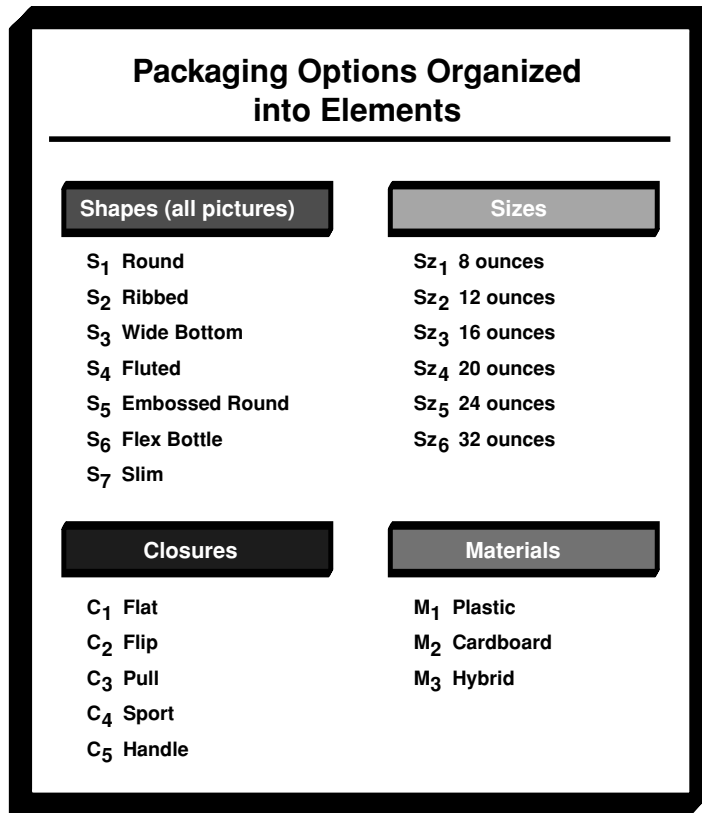 Packaging Options Organized
into Elements
Shapes (all pictures)
S1 Round
S2 Ribbed
S3 Wide Bottom
S4 Fluted
S5 Embossed Round
S6 Flex Bottle
S7 Slim
Sizes
Sz1 8 ounces
Sz2 12 ounces
Sz3 16 ounces
Sz4 20 ounces
Sz5 24 ounces
Sz6 32 ounces
Closures
C1 Flat
C2 Flip
C3 Pull
C4 Sport
C5 Handle
Materials
M1 Plastic
M2 Cardboard
M3 Hybrid